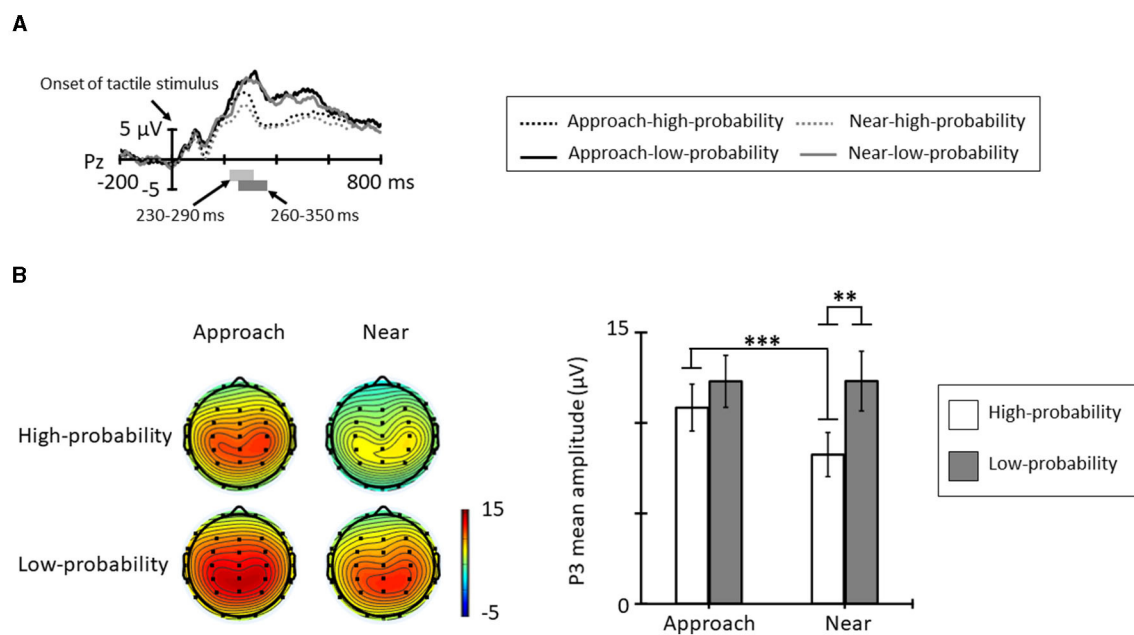 A
Onset of tactile stimulus
5 µV
Pz
-200
-5
800 ms
230-290 ms
260-350 ms
Approach-high-probability
Near-high-probability
Approach-low-probability
Near-low-probability
B
Approach
Near
High-probability
Low-probability
15
-5
P3 mean amplitude (µV)
15
0
***
**
Approach
Near
High-probability
Low-probability